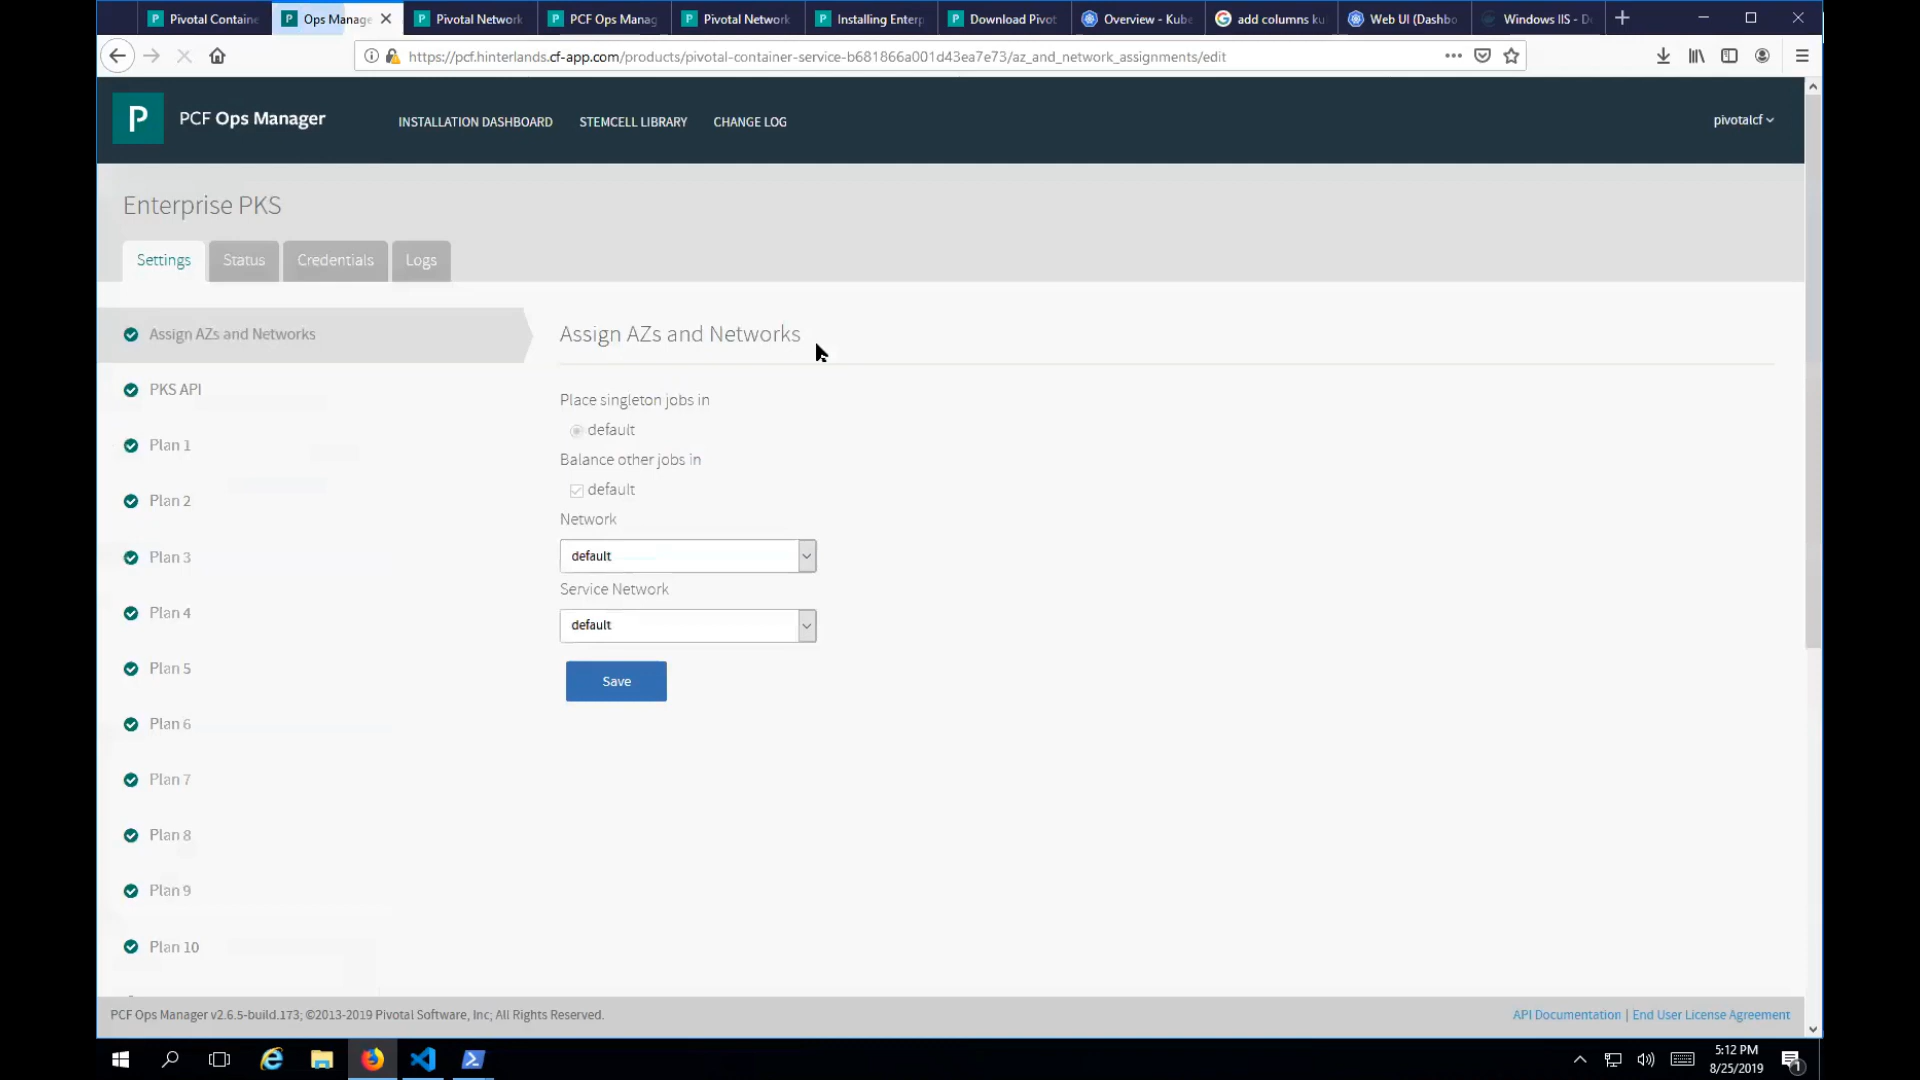 Pivotal Containe
Ops Manage
Pivotal Network
PCF Ops Manag
Pivotal Network
Installing Enterp
Download Pivot
Overview - Kube
add columns ku
Web UI (Dashbo
Windows IIS - De
https://pcf.hinterlands.cf-app.com/products/pivotal-container-service-b681866a001d43ea7e73/az_and_network_assignments/edit
P
PCF Ops Manager
INSTALLATION DASHBOARD
STEMCELL LIBRARY
CHANGE LOG
pivotalcf
Enterprise PKS
Settings
Status
Credentials
Logs
Assign AZs and Networks
PKS API
Plan 1
Plan 2
Plan 3
Plan 4
Plan 5
Plan 6
Plan 7
Plan 8
Plan 9
Plan 10
Assign AZs and Networks
Place singleton jobs in
default
Balance other jobs in
default
Network
default
Service Network
default
Save
PCF Ops Manager v2.6.5-build.173; ©2013-2019 Pivotal Software, Inc; All Rights Reserved.
API Documentation | End User License Agreement
5:12 PM
8/25/2019
1